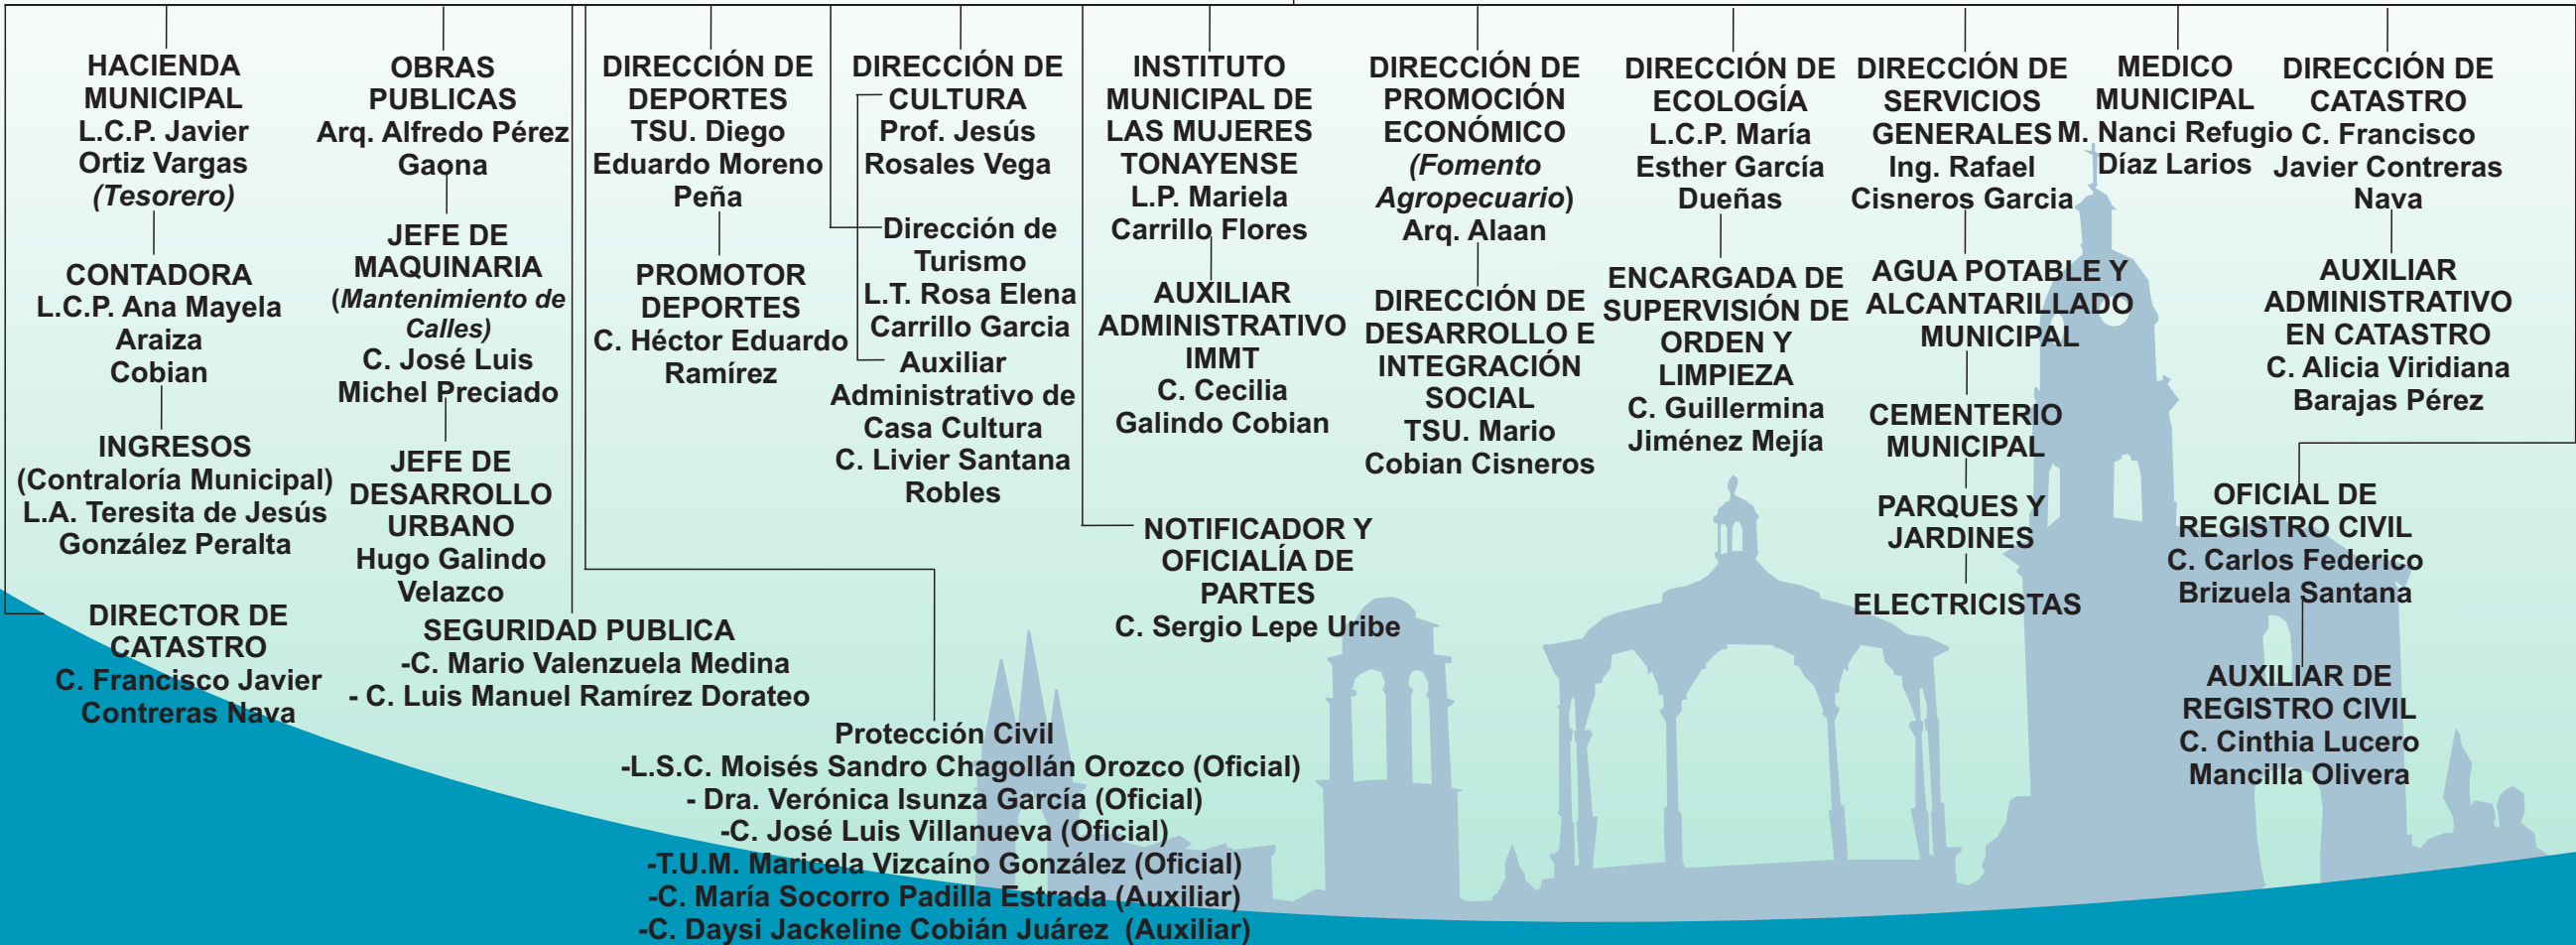 HACIENDA
MUNICIPAL
L.C.P. Javier
Ortiz Vargas
(Tesorero)
CONTADORA
L.C.P. Ana Mayela
Araiza
Cobian
INGRESOS
(Contraloría Municipal)
L.A. Teresita de Jesús
González Peralta
DIRECTOR DE
CATASTRO
C. Francisco Javier
Contreras Nava
OBRAS
PUBLICAS
Arq. Alfredo Pérez
Gaona
JEFE DE
MAQUINARIA
(Mantenimiento de
Calles)
C. José Luis
Michel Preciado
JEFE DE
DESARROLLO
URBANO
Hugo Galindo
Velazco
SEGURIDAD PUBLICA
-C. Mario Valenzuela Medina
- C. Luis Manuel Ramírez Dorateo
DIRECCIÓN DE
DEPORTES
TSU. Diego
Eduardo Moreno
Peña
PROMOTOR
DEPORTES
C. Héctor Eduardo
Ramírez
Protección Civil
-L.S.C. Moisés Sandro Chagollán Orozco (Oficial)
- Dra. Verónica Isunza García (Oficial)
-C. José Luis Villanueva (Oficial)
-T.U.M. Maricela Vizcaíno González (Oficial)
-C. María Socorro Padilla Estrada (Auxiliar)
-C. Daysi Jackeline Cobián Juárez (Auxiliar)
DIRECCIÓN DE
CULTURA
Prof. Jesús
Rosales Vega
Dirección de
Turismo
L.T. Rosa Elena
Carrillo Garcia
Auxiliar
Administrativo de
Casa Cultura
C. Livier Santana
Robles
INSTITUTO
MUNICIPAL DE
LAS MUJERES
TONAYENSE
L.P. Mariela
Carrillo Flores
AUXILIAR
ADMINISTRATIVO
IMMT
C. Cecilia
Galindo Cobian
NOTIFICADOR Y
OFICIALÍA DE
PARTES
C. Sergio Lepe Uribe
DIRECCIÓN DE
PROMOCIÓN
ECONÓMICO
(Fomento
Agropecuario)
Arq. Alaan
DIRECCIÓN DE
DESARROLLO E
INTEGRACIÓN
SOCIAL
TSU. Mario
Cobian Cisneros
DIRECCIÓN DE
ECOLOGÍA
L.C.P. María
Esther García
Dueñas
ENCARGADA DE
SUPERVISIÓN DE
ORDEN Y
LIMPIEZA
C. Guillermina
Jiménez Mejía
DIRECCIÓN DE
SERVICIOS
GENERALES
Ing. Rafael
Cisneros Garcia
AGUA POTABLE Y
ALCANTARILLADO
MUNICIPAL
CEMENTERIO
MUNICIPAL
PARQUES Y
JARDINES
ELECTRICISTAS
MEDICO
MUNICIPAL
M. Nanci Refugio
Díaz Larios
DIRECCIÓN DE
CATASTRO
C. Francisco
Javier Contreras
Nava
AUXILIAR
ADMINISTRATIVO
EN CATASTRO
C. Alicia Viridiana
Barajas Pérez
OFICIAL DE
REGISTRO CIVIL
C. Carlos Federico
Brizuela Santana
AUXILIAR DE
REGISTRO CIVIL
C. Cinthia Lucero
Mancilla Olivera